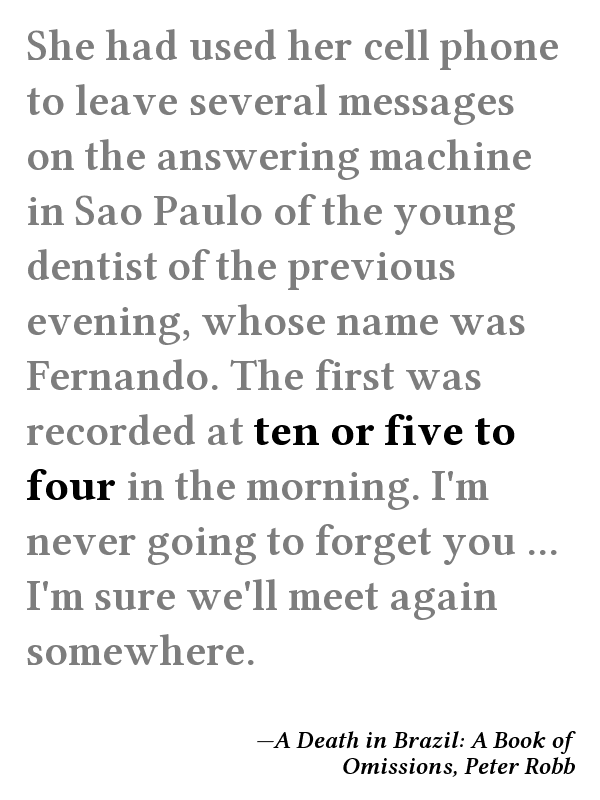 She had used her cell phone
to leave several messages
on the answering machine
in Sao Paulo of the young
dentist of the previous
evening, whose name was
Fernando. The first was
recorded at ten or five to
four in the morning. I'm
never going to forget you ...
I'm sure we'll meet again
somewhere.
—A Death in Brazil: A Book of
Omissions, Peter Robb